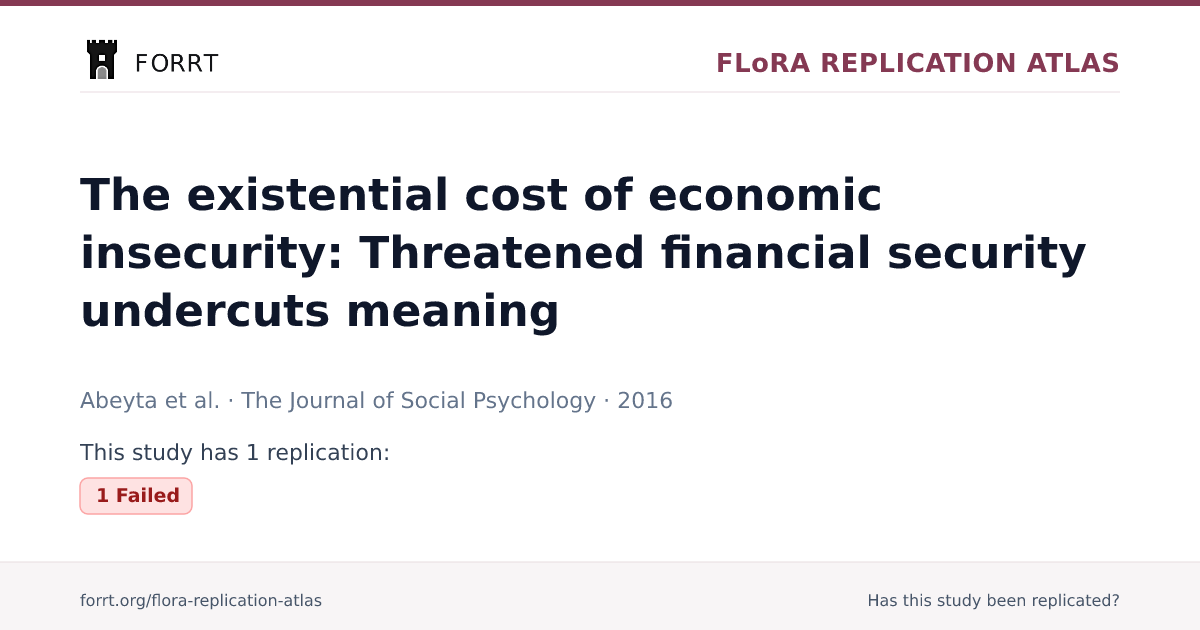 FORRT
FLoRA REPLICATION ATLAS
The existential cost of economic
insecurity: Threatened financial security
undercuts meaning
Abeyta et al. · The Journal of Social Psychology · 2016
This study has 1 replication:
1 Failed
forrt.org/flora-replication-atlas
Has this study been replicated?